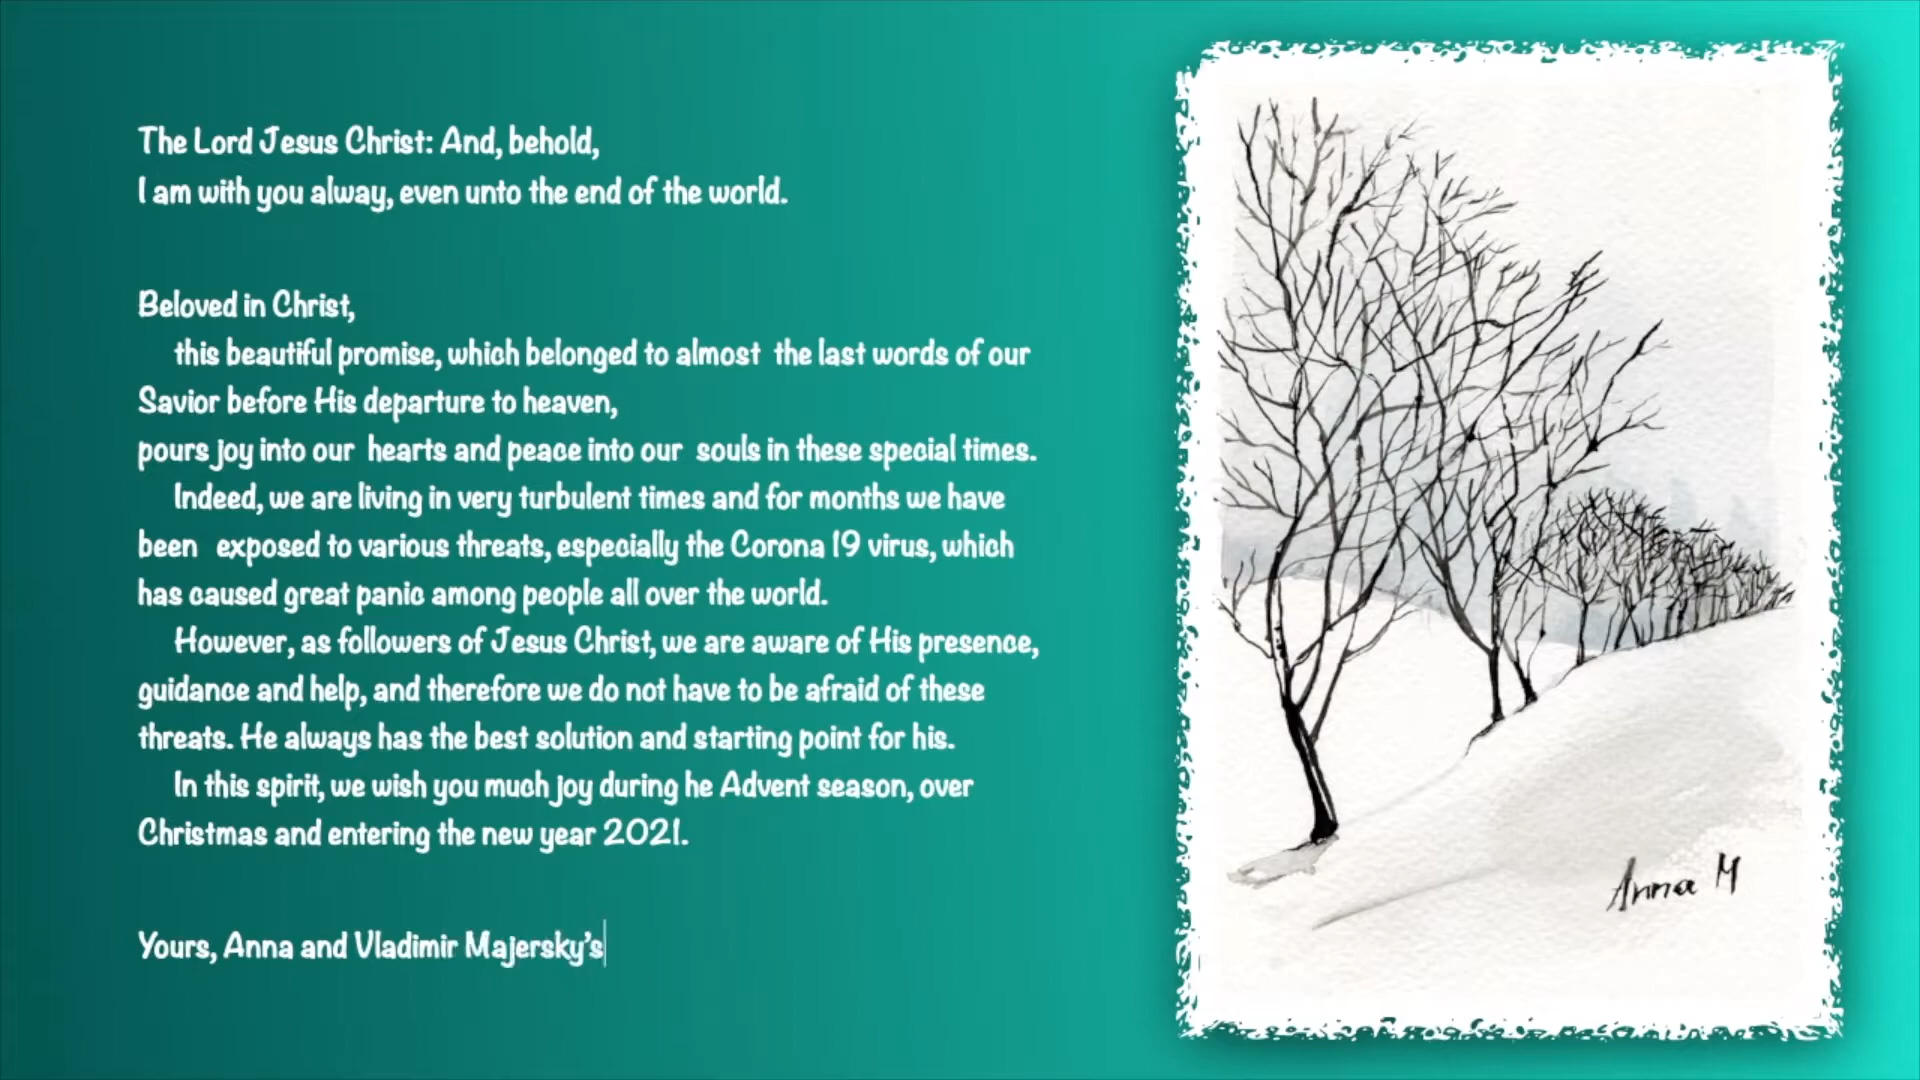 The Lord Jesus Christ: And, behold,
I am with you alway, even unto the end of the world.
Beloved in Christ,
this beautiful promise, which belonged to almost the last words of our
Savior before His departure to heaven,
pours joy into our hearts and peace into our souls in these special times.
Indeed, we are living in very turbulent times and for months we have
been exposed to various threats, especially the Corona 19 virus, which
has caused great panic among people all over the world.
However, as followers of Jesus Christ, we are aware of His presence,
guidance and help, and therefore we do not have to be afraid of these
threats. He always has the best solution and starting point for his.
In this spirit, we wish you much joy during he Advent season, over
Christmas and entering the new year 2021.
Yours, Anna and Vladimir Majersky's
Anna M